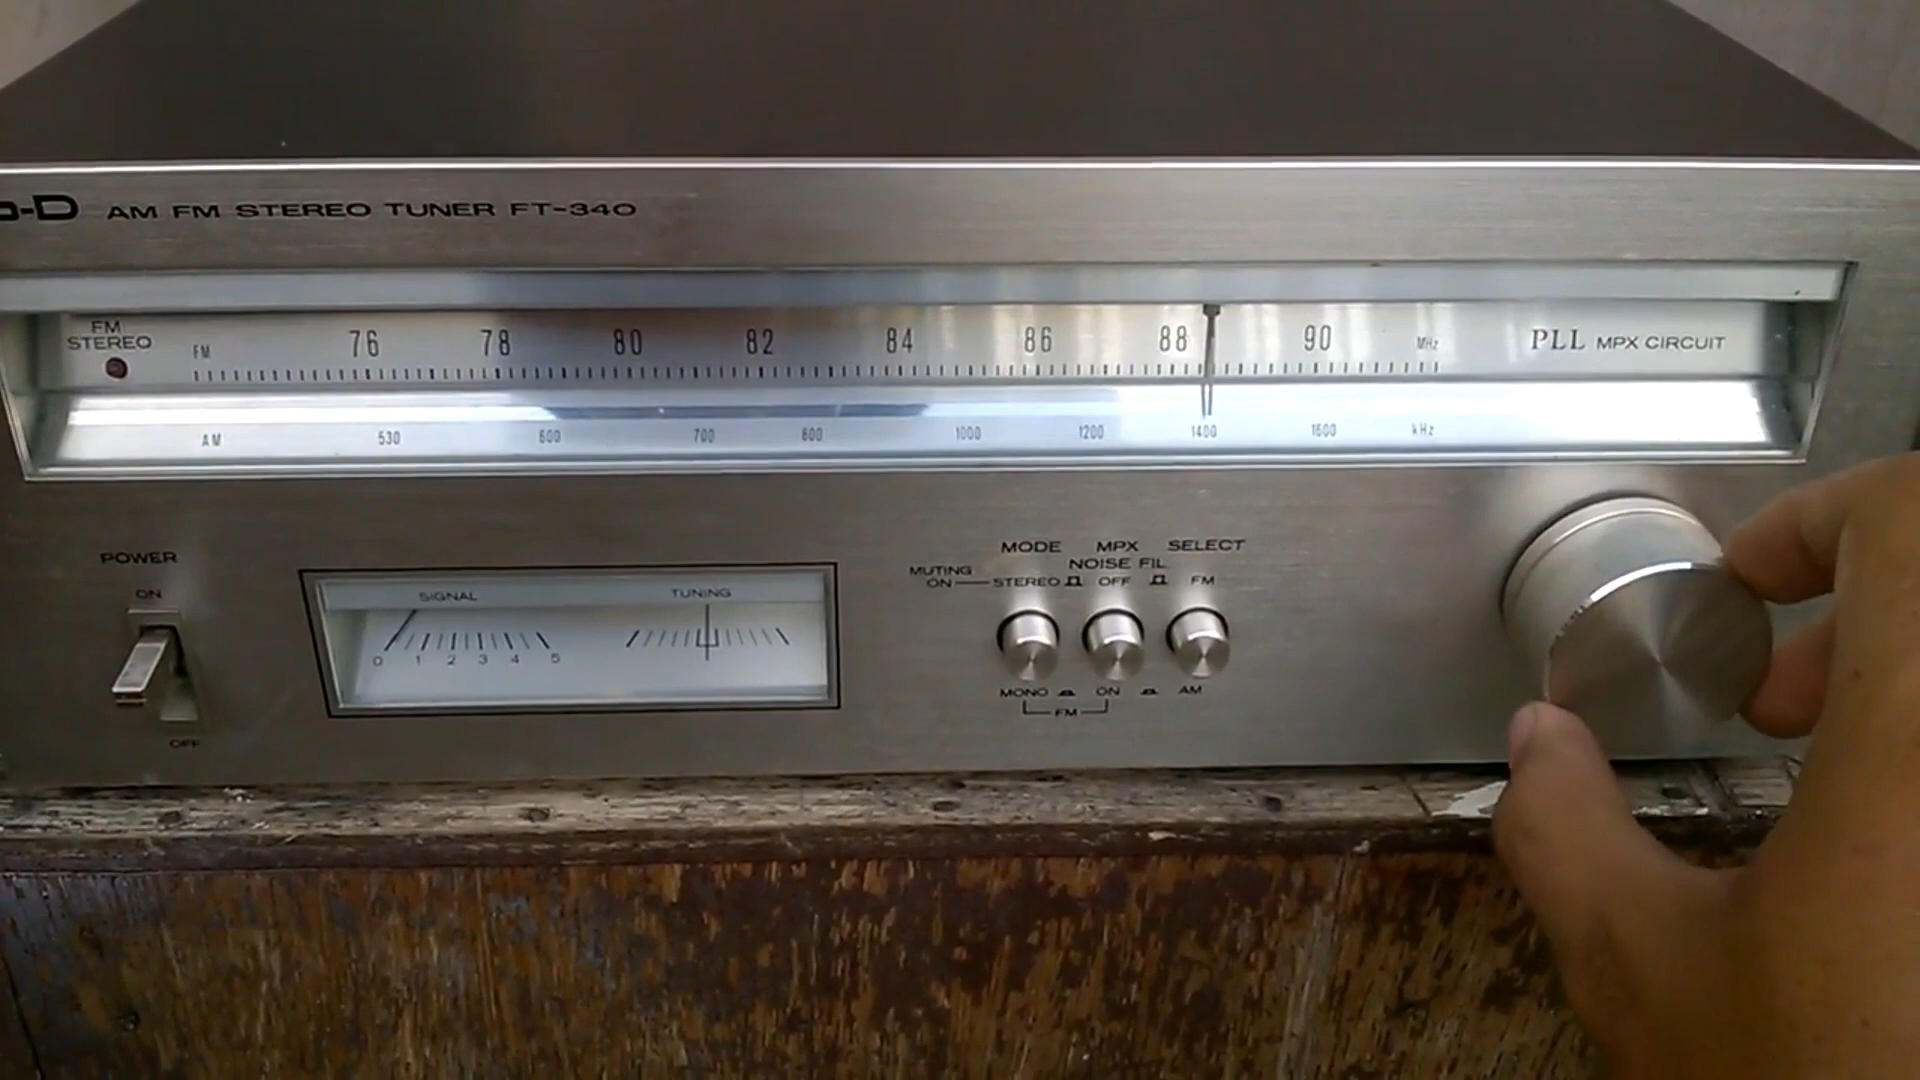 -D AM FM STEREO TUNER FT-340
FM
STEREO
FM 76 78 80 82 84 86 88 90 MHz
PLL MPX CIRCUIT
AM 530 600 700 800 1000 1200 1400 1600 kHz
POWER
ON
OFF
SIGNAL
0 1 2 3 4 5
TUNING
MODE MPX SELECT
NOISE FIL
MUTING
ON STEREO OFF FM
MONO ON AM
FM